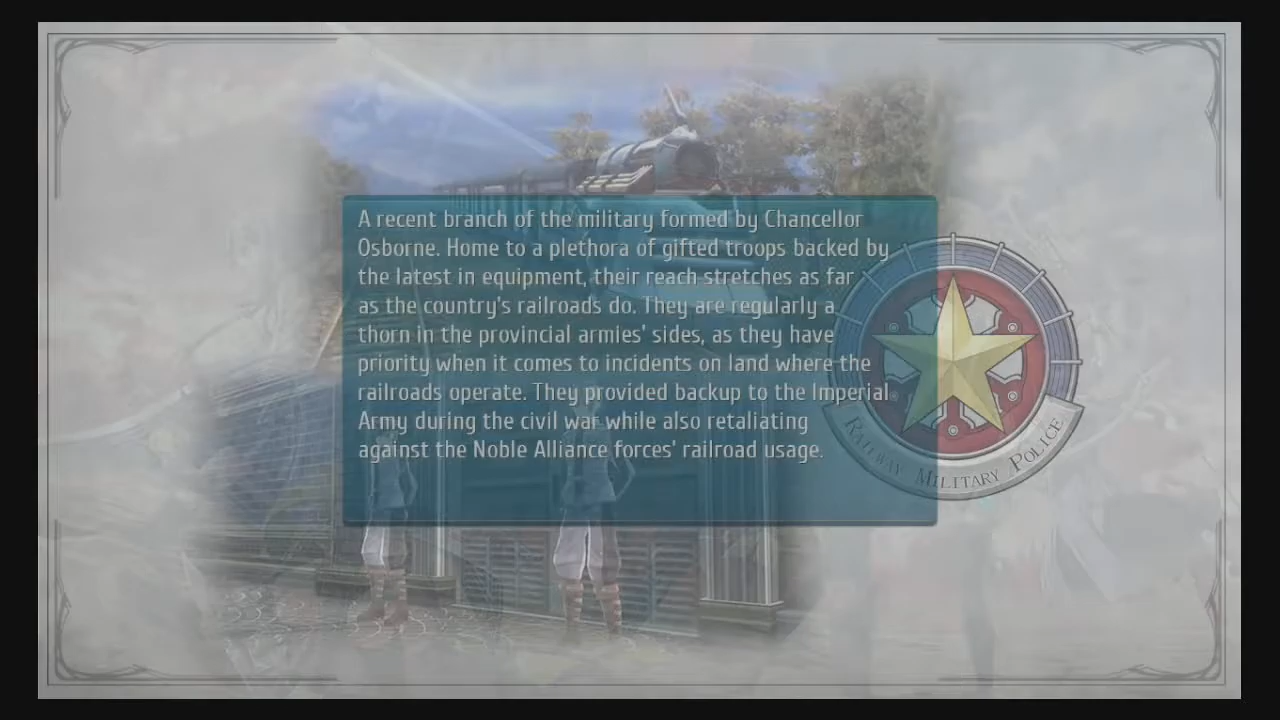 A recent branch of the military formed by Chancellor
Osborne. Home to a plethora of gifted troops backed by
the latest in equipment, their reach stretches as far
as the country's railroads do. They are regularly a
thorn in the provincial armies' sides, as they have
priority when it comes to incidents on land where the
railroads operate. They provided backup to the Imperial
Army during the civil war while also retaliating
against the Noble Alliance forces' railroad usage.
RAILWAY MILITARY POLICE